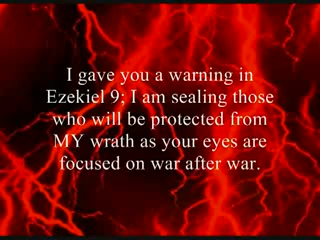 I gave you a warning in
Ezekiel 9; I am sealing those
who will be protected from
MY wrath as your eyes are
focused on war after war.